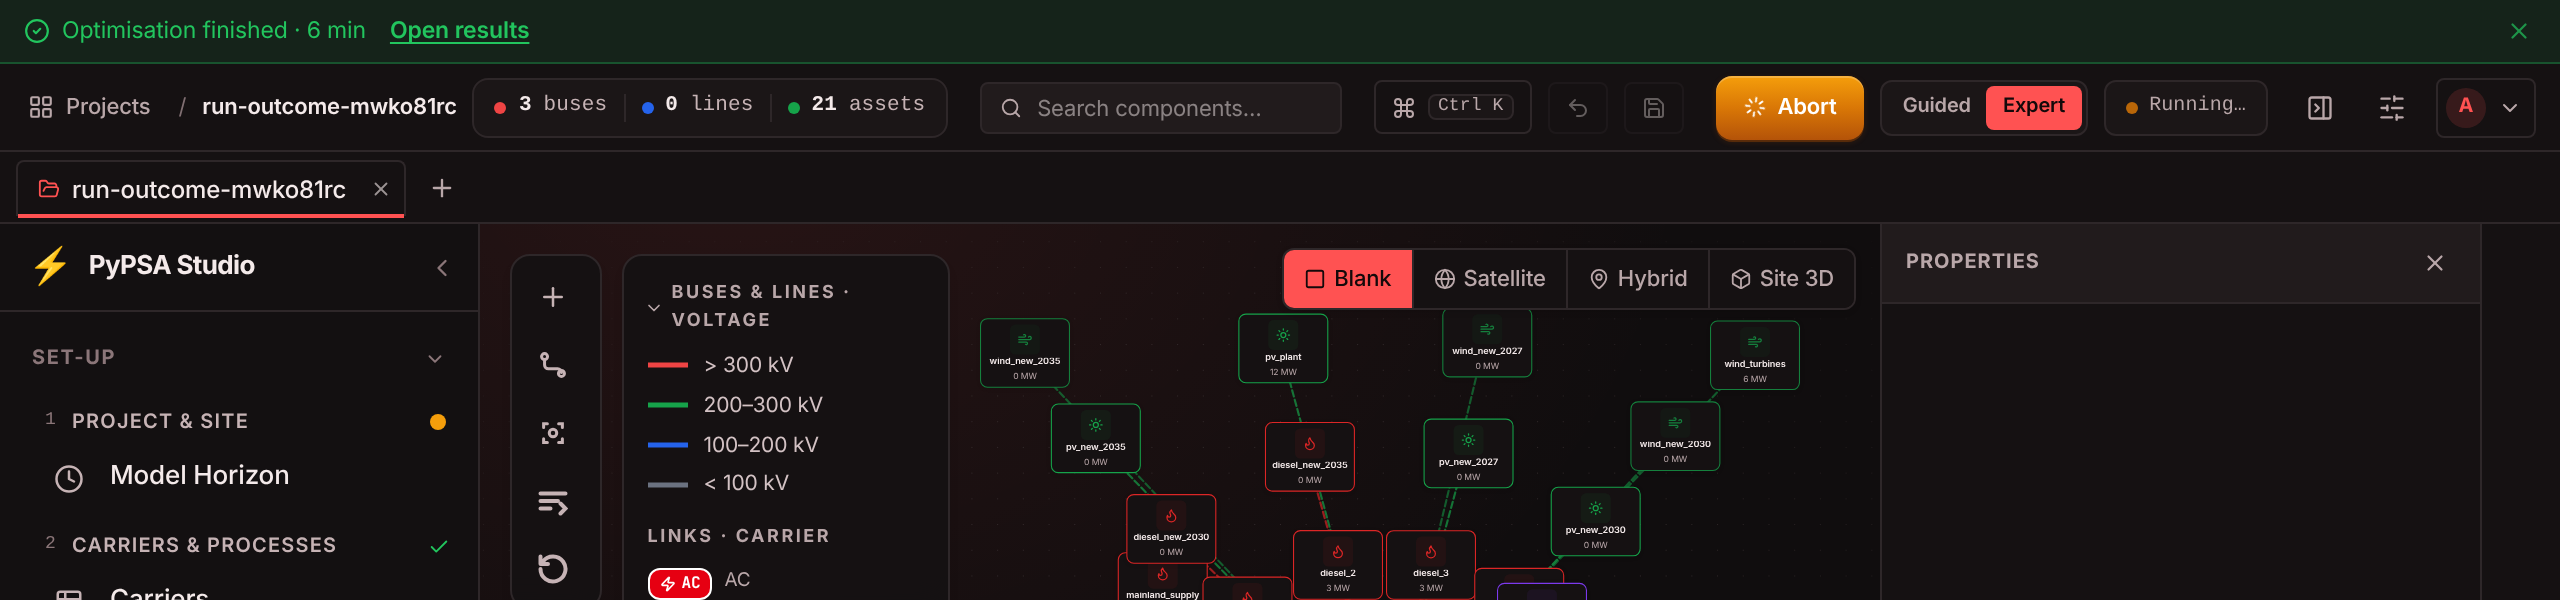 Optimisation finished · 6 min Open results
Projects / run-outcome-mwko81rc 3 buses 0 lines 21 assets Search components... Ctrl K Abort Guided Expert Running… A
run-outcome-mwko81rc
PyPSA Studio
SET-UP
1 PROJECT & SITE
Model Horizon
2 CARRIERS & PROCESSES
Carriers
BUSES & LINES ·
VOLTAGE
> 300 kV
200–300 kV
100–200 kV
< 100 kV
LINKS · CARRIER
AC AC
Blank Satellite Hybrid Site 3D
wind_new_2035
0 MW
pv_plant
12 MW
wind_new_2027
0 MW
wind_turbines
6 MW
pv_new_2035
0 MW
diesel_new_2035
0 MW
pv_new_2027
0 MW
wind_new_2030
0 MW
diesel_new_2030
0 MW
pv_new_2030
0 MW
diesel_2
3 MW
diesel_3
3 MW
mainland_supply
PROPERTIES